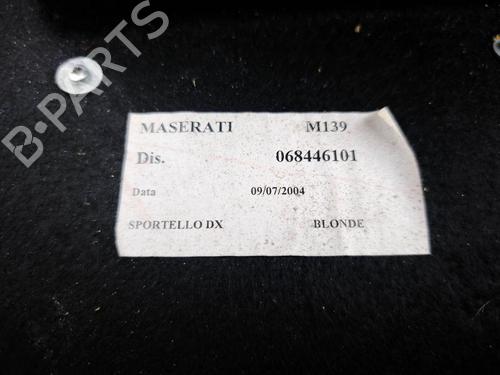 B-PARTS
MASERATI M139
Dis. 068446101
Data 09/07/2004
SPORTELLO DX BLONDE